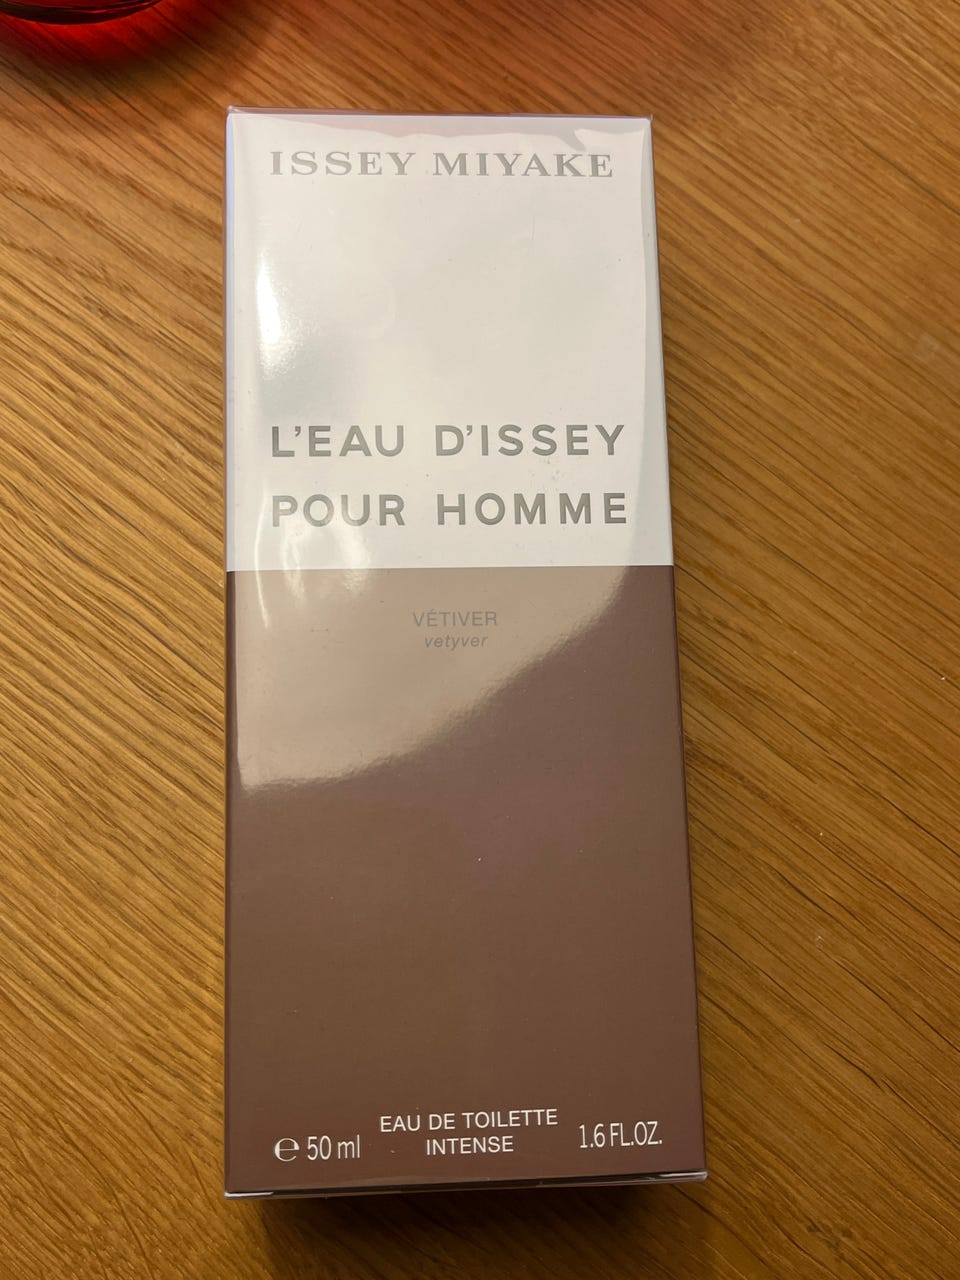 ISSEY MIYAKE
L'EAU D'ISSEY
POUR HOMME
VÉTIVER
vetyver
EAU DE TOILETTE
INTENSE
℮ 50 ml
1.6 FL.OZ.